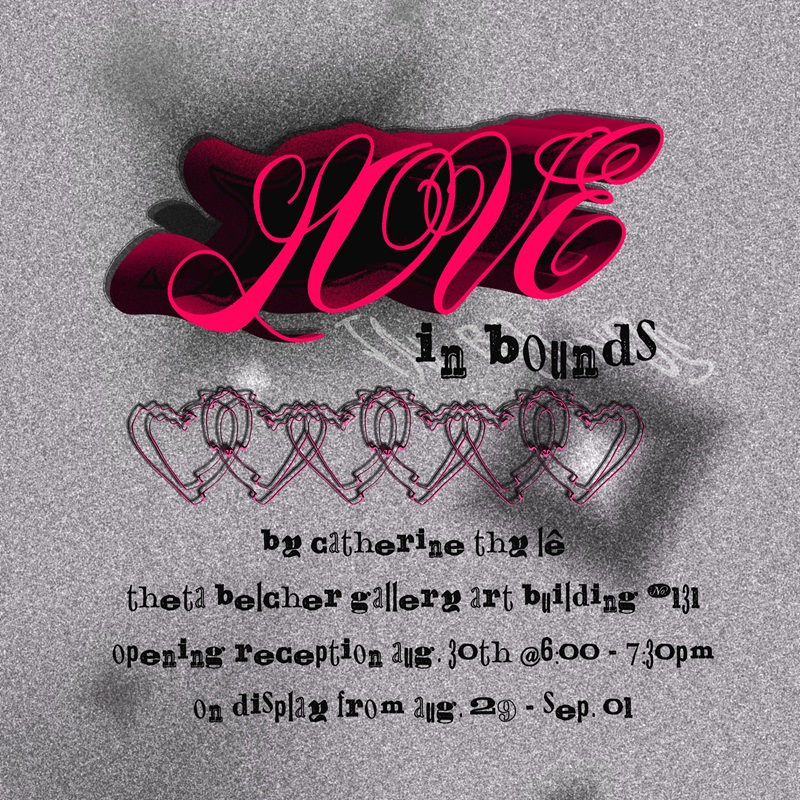 LOVE
in bounds
by catherine thy lê
theta belcher gallery art building No 131
opening reception aug. 30th @6:00 - 7:30pm
on display from aug. 29 - Sep. 01